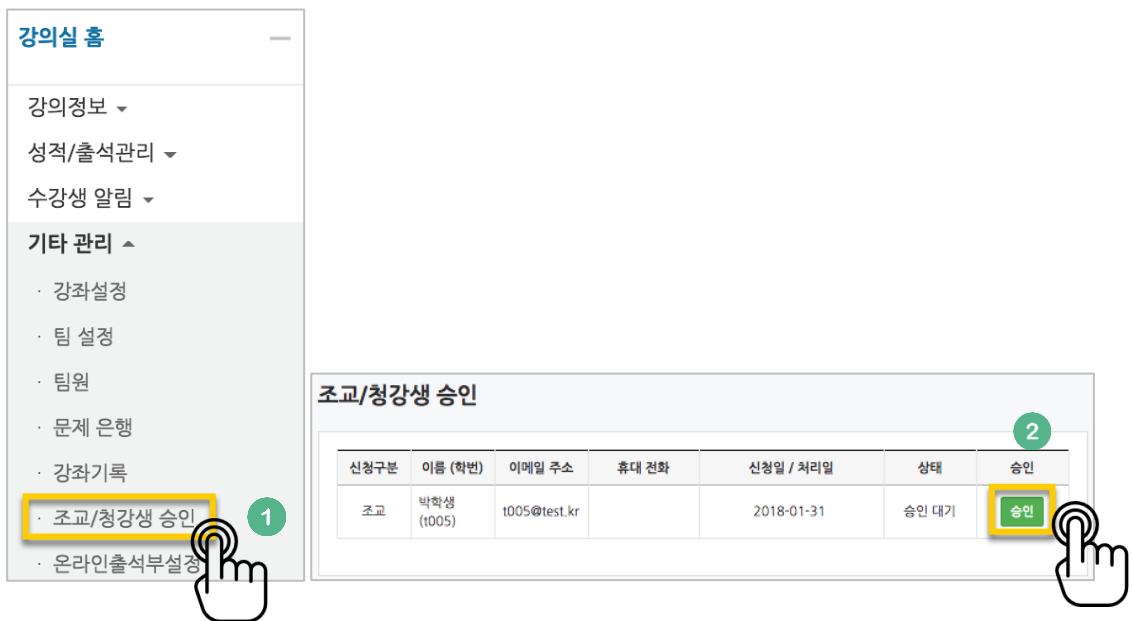 강의실 홈
강의정보
성적/출석관리
수강생 알림
기타 관리
· 강좌설정
· 팀 설정
· 팀원
· 문제 은행
· 강좌기록
· 조교/청강생 승인
1
· 온라인출석부설정
조교/청강생 승인
2
신청구분 이름 (학번) 이메일 주소 휴대 전화 신청일 / 처리일 상태 승인
조교 박학생 (t005) t005@test.kr 2018-01-31 승인 대기 승인